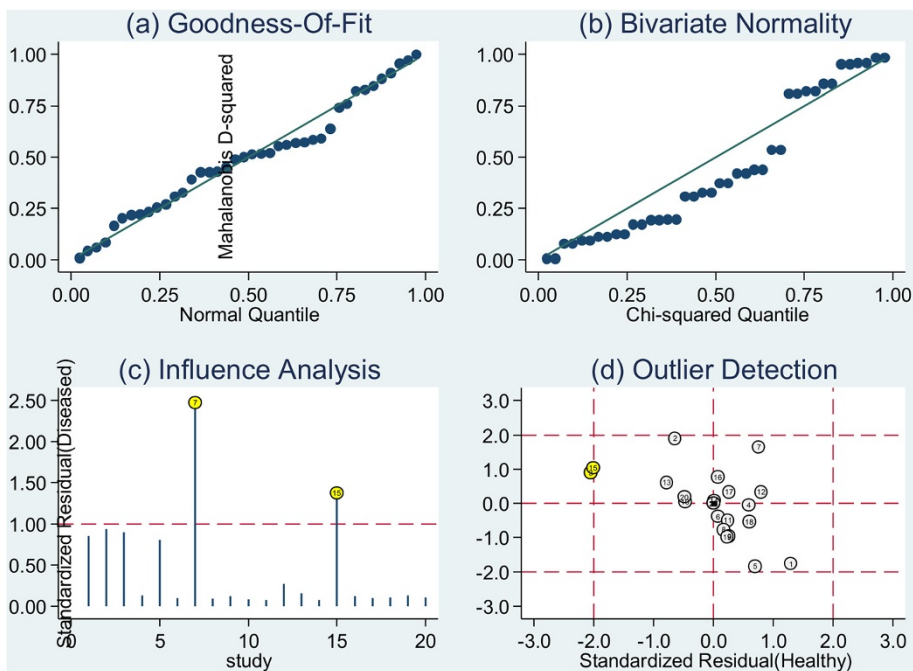 (a) Goodness-Of-Fit
1.00
0.75
0.50
0.25
0.00
Mahalanobis D-squared
0.00 0.25 0.50 0.75 1.00
Normal Quantile
(b) Bivariate Normality
1.00
0.75
0.50
0.25
0.00
0.00 0.25 0.50 0.75 1.00
Chi-squared Quantile
(c) Influence Analysis
Standardized Residual(Diseased)
2.50
2.00
1.50
1.00
0.50
0.00
7
15
5 10 15 20
study
(d) Outlier Detection
3.0
2.0
1.0
0.0
-1.0
-2.0
-3.0
2
7
15
16
13
17
12
20
4
6
11
18
19
5
1
-3.0 -2.0 -1.0 0.0 1.0 2.0 3.0
Standardized Residual(Healthy)